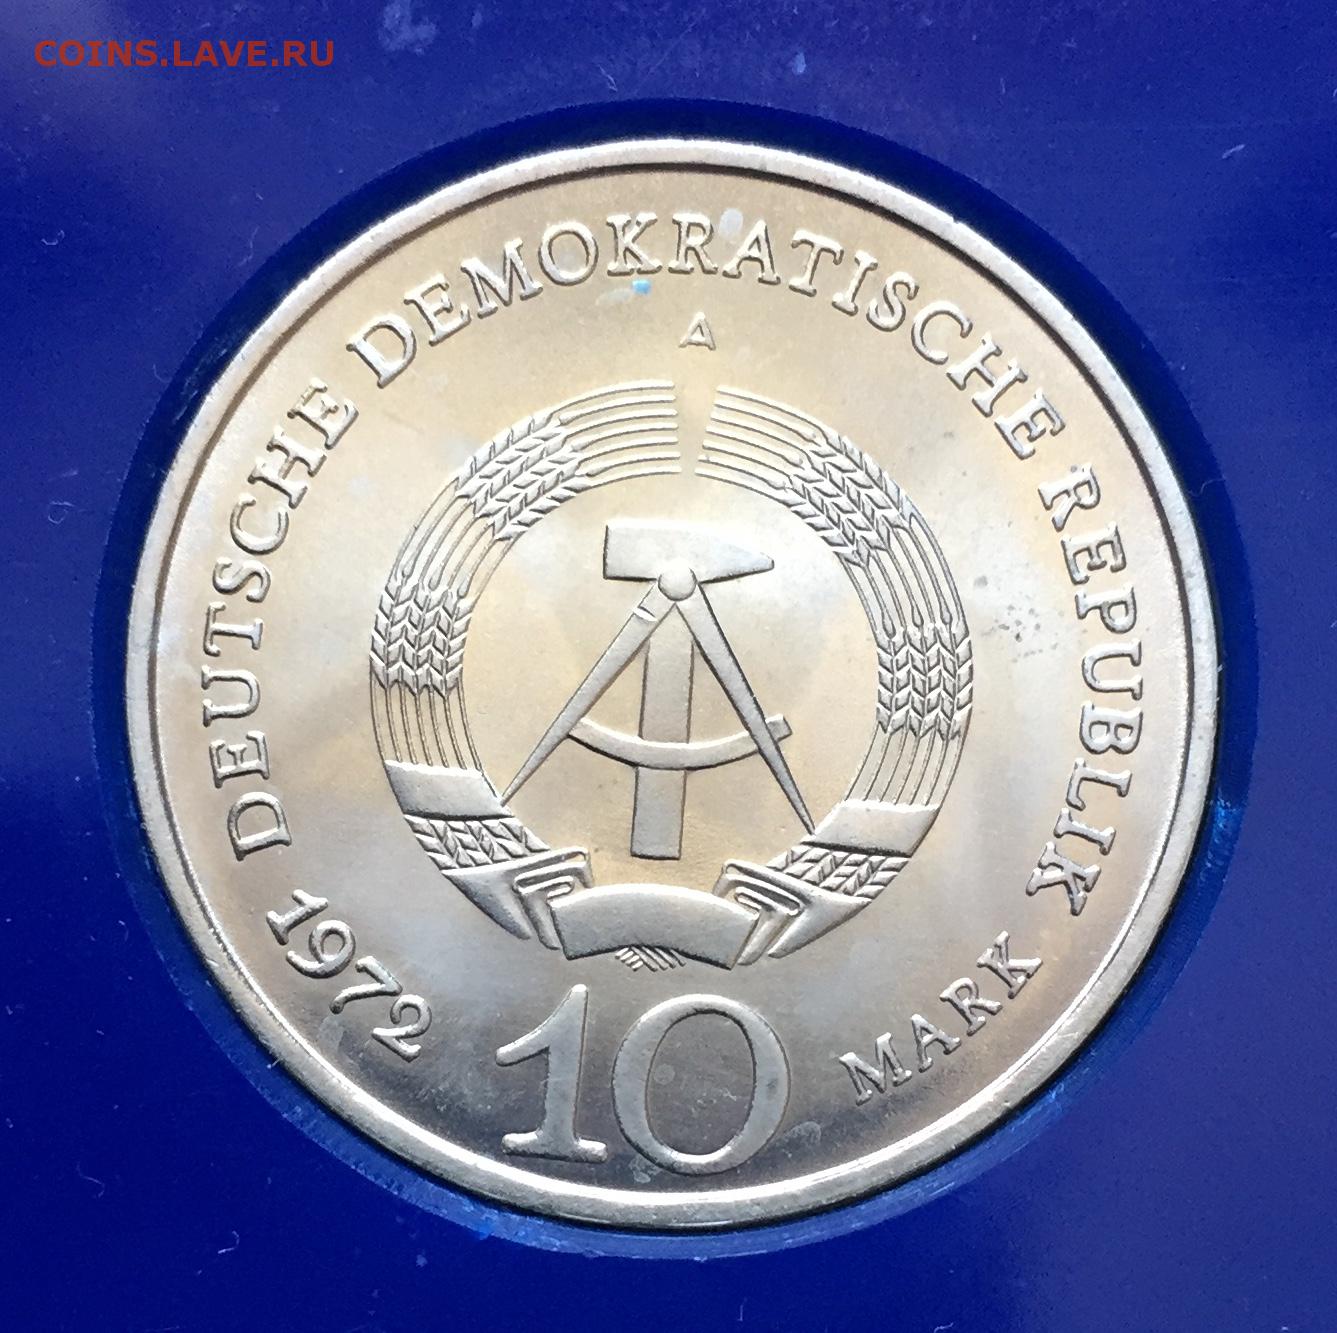 COINS.LAVE.RU
DEUTSCHE DEMOKRATISCHE REPUBLIK
A
1972
10
MARK